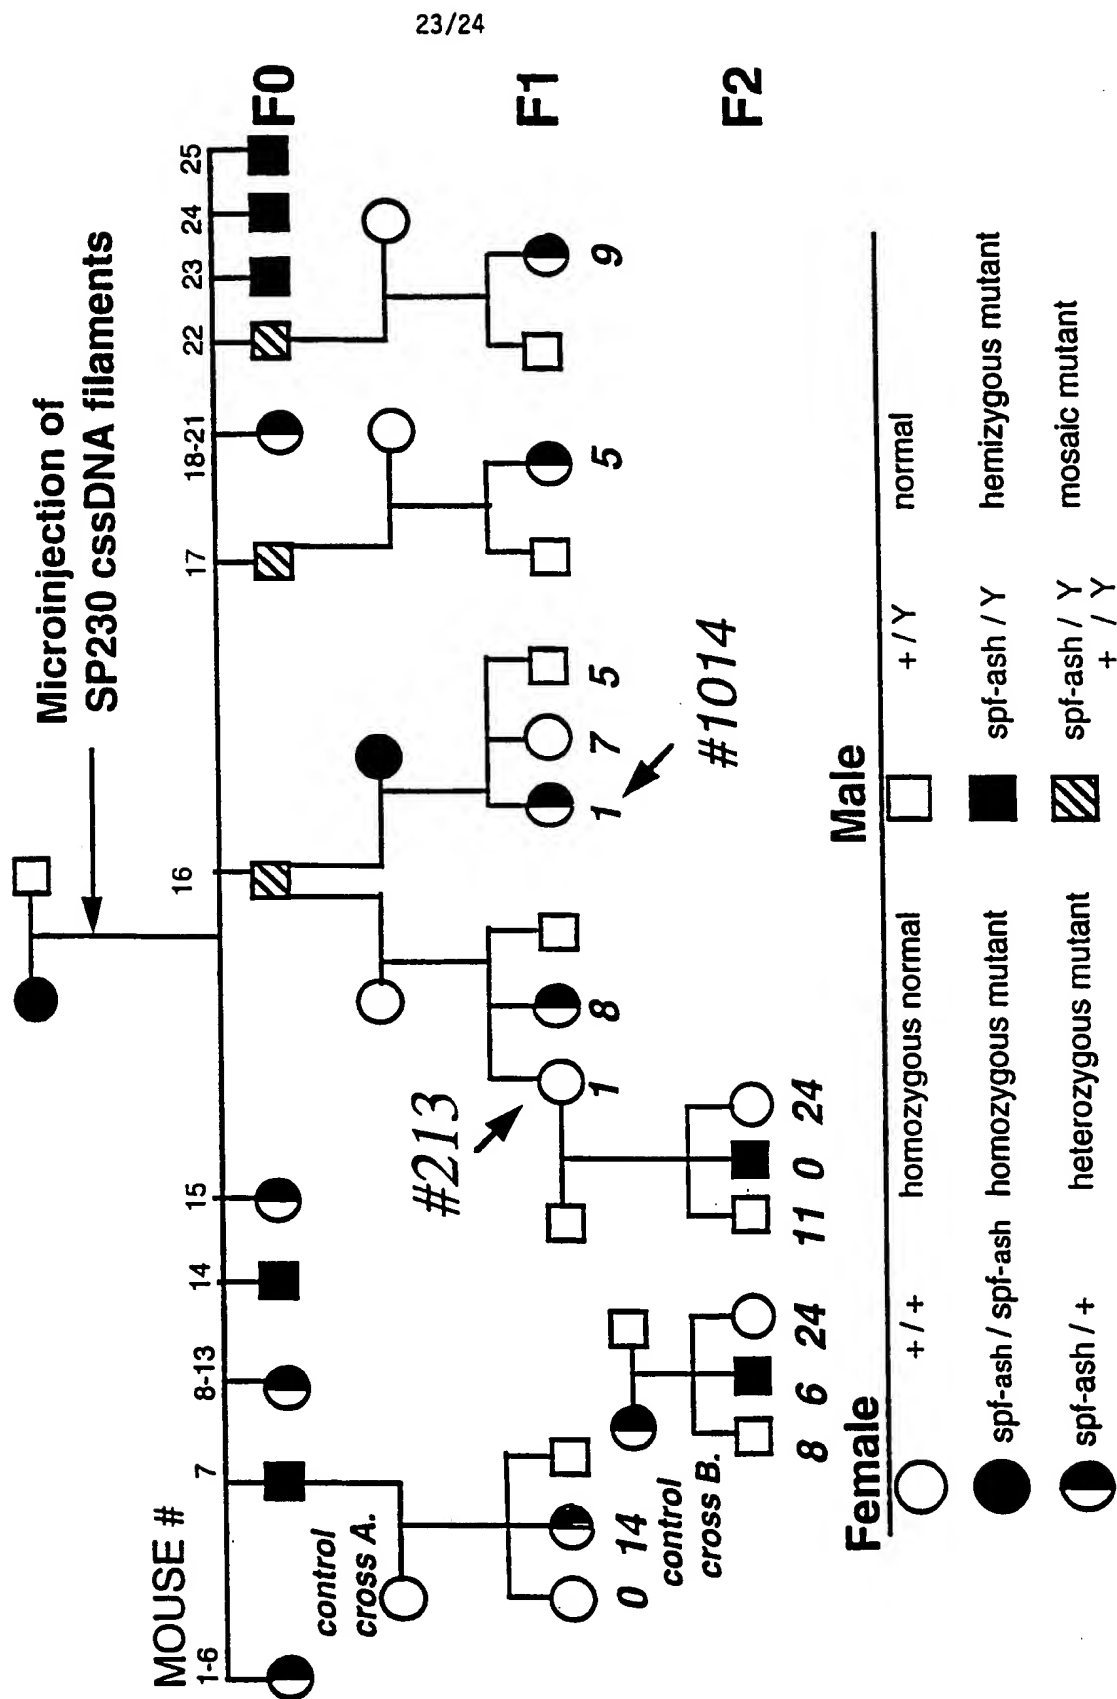 23/24
Microinjection of
SP230 cssDNA filaments
MOUSE #
1-6
7
8-13
14
15
16
17
18-21
22
23
24
25
F0
control
cross A.
F1
0
14
#213
1
8
1
7
5
#1014
5
9
control
cross B.
F2
8
6
24
11
0
24
Female
Male
+ / +
homozygous normal
+ / Y
normal
spf-ash / spf-ash
homozygous mutant
spf-ash / Y
hemizygous mutant
spf-ash / +
heterozygous mutant
spf-ash / Y
+ / Y
mosaic mutant